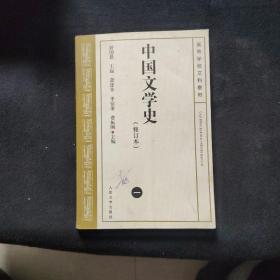 高等学校文科教材
中国文学史
(修订本)
一
游国恩 王起 萧涤非 季镇淮 费振刚 主编
人民文学出版社